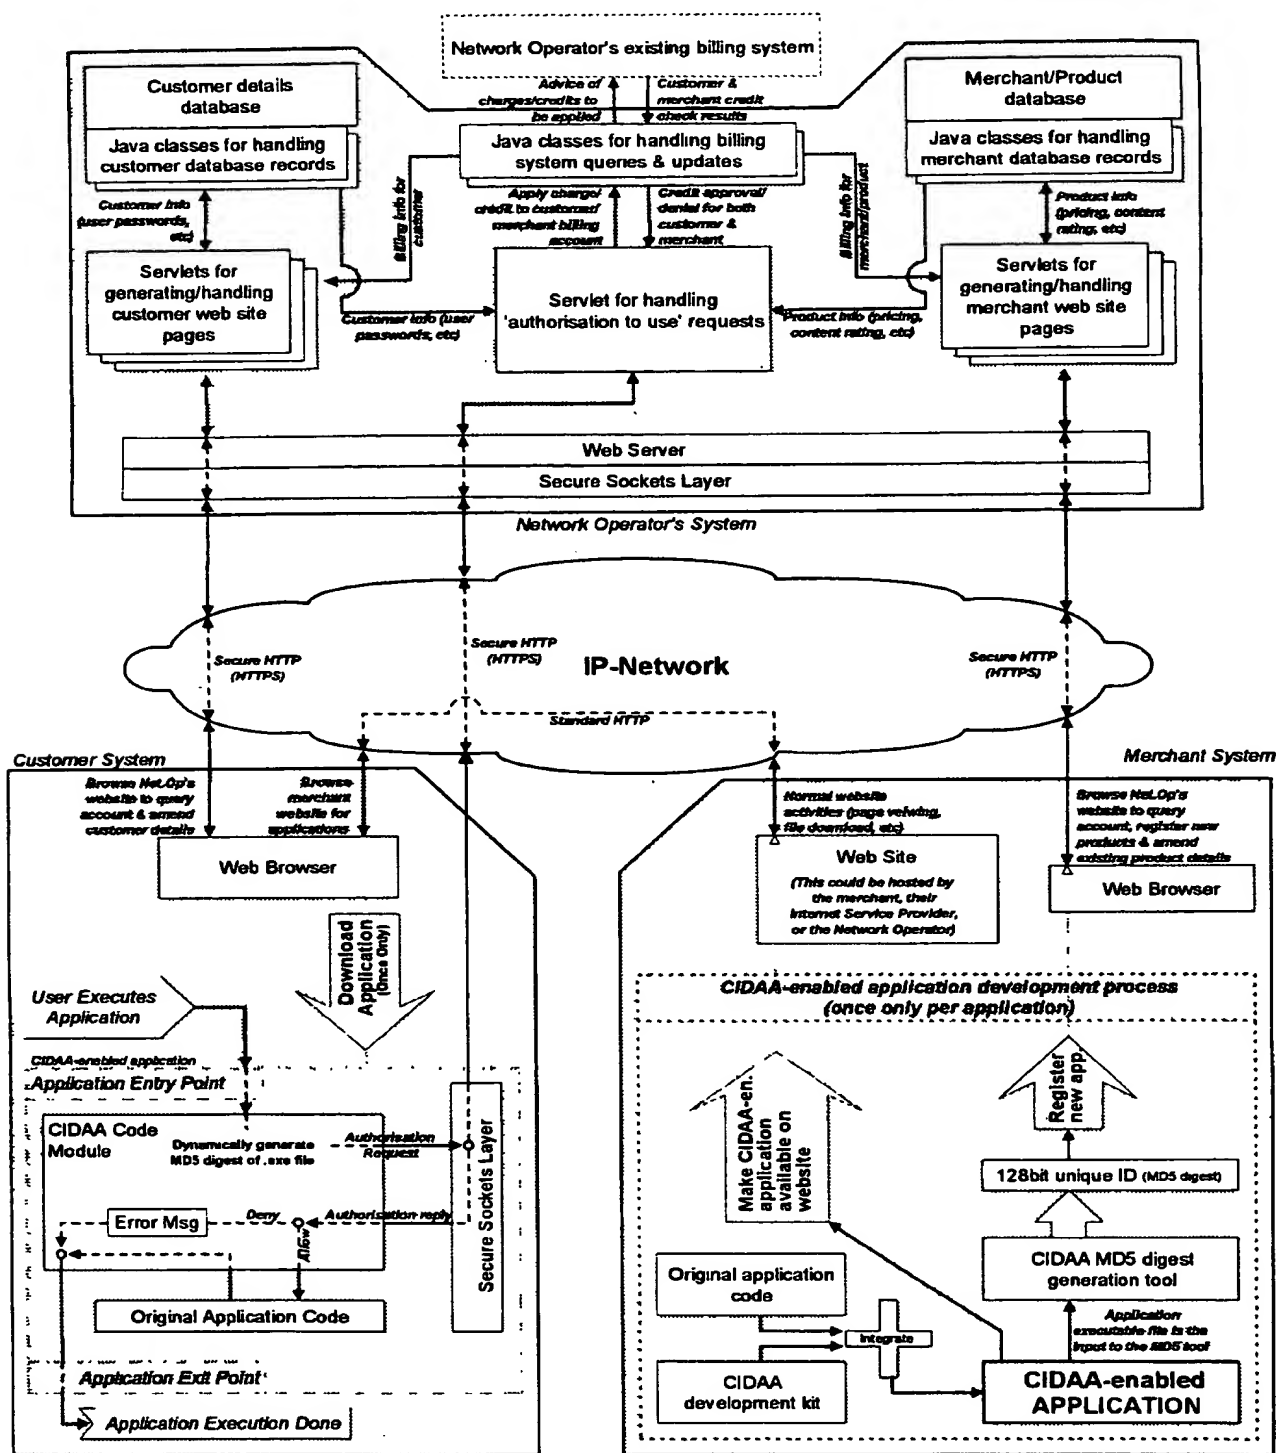 Network Operator's existing billing system
Customer details
database
Java classes for handling
customer database records
Advice of
charges/credits to
be applied
Customer &
merchant credit
check results
Java classes for handling billing
system queries & updates
Merchant/Product
database
Java classes for handling
merchant database records
Customer Info
(user passwords,
etc)
Billing Info for
customer
Apply charge/
credit to customer/
merchant billing
account
Credit approval/
denial for both
customer &
merchant
Billing Info for
merchant/product
Product Info
(pricing, content
rating, etc)
Servlets for
generating/handling
customer web site
pages
Servlet for handling
'authorisation to use' requests
Servlets for
generating/handling
merchant web site
pages
Customer Info (user
passwords, etc)
Product Info (pricing,
content rating, etc)
Web Server
Secure Sockets Layer
Network Operator's System
Secure HTTP
(HTTPS)
Secure HTTP
(HTTPS)
IP-Network
Secure HTTP
(HTTPS)
Standard HTTP
Customer System
Merchant System
Browse Net.Op's
website to query
account & amend
customer details
Browse
merchant
website for
applications
Web Browser
Normal website
activities (page veiwing,
file download, etc)
Browse Net.Op's
website to query
account, register new
products & amend
existing product details
Web Site
(This could be hosted by
the merchant, their
Internet Service Provider,
or the Network Operator)
Web Browser
Download
Application
(Once Only)
User Executes
Application
CIDAA-enabled application
Application Entry Point
CIDAA Code
Module
Dynamically generate
MD5 digest of .exe file
Authorisation
Request
Secure Sockets Layer
Error Msg
Deny
Authorisation reply
Allow
Original Application Code
Application Exit Point
Application Execution Done
CIDAA-enabled application development process
(once only per application)
Make CIDAA-en.
application
available on
website
Register
new app.
128bit unique ID (MD5 digest)
CIDAA MD5 digest
generation tool
Original application
code
Integrate
Application
executable file is the
input to the MD5 tool
CIDAA
development kit
CIDAA-enabled
APPLICATION